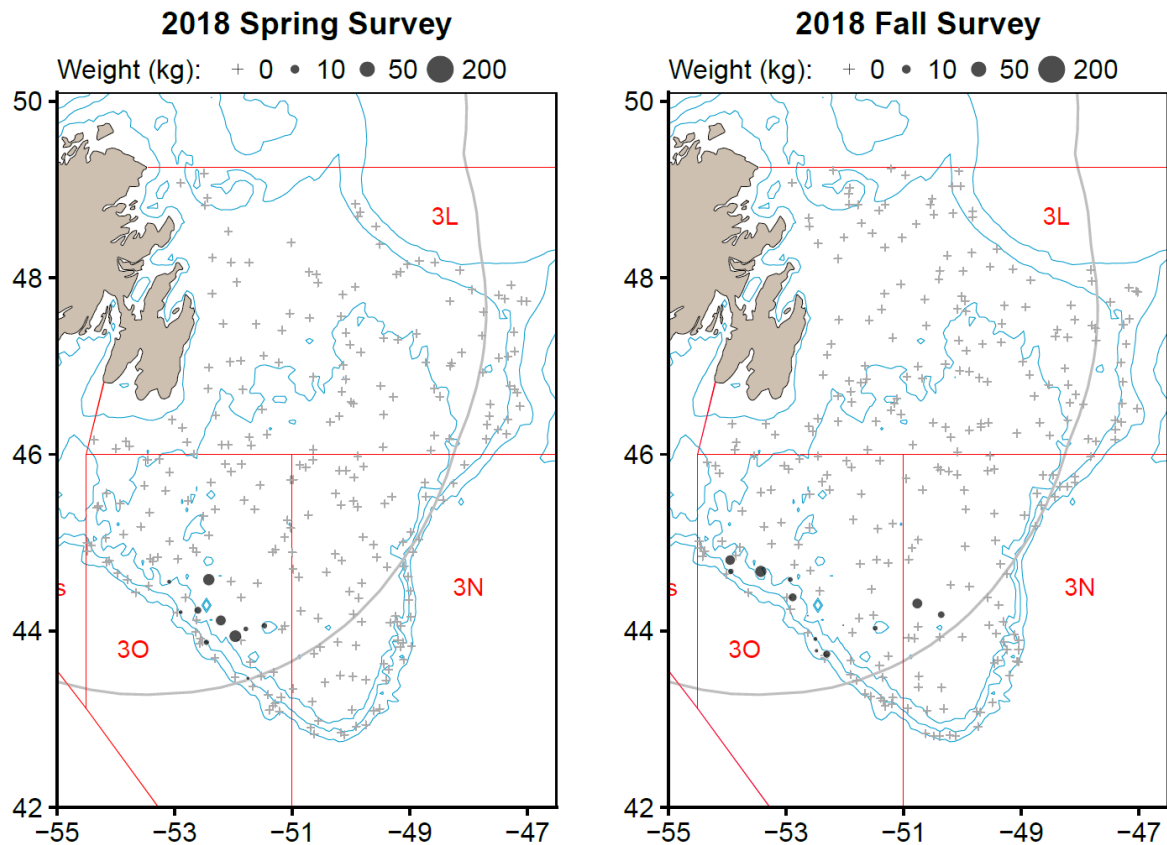 2018 Spring Survey
Weight (kg): + 0 • 10 • 50 • 200
50
48
46
44
42
−55 −53 −51 −49 −47
3L
3N
3O
s
2018 Fall Survey
Weight (kg): + 0 • 10 • 50 • 200
50
48
46
44
42
−55 −53 −51 −49 −47
3L
3N
3O
s